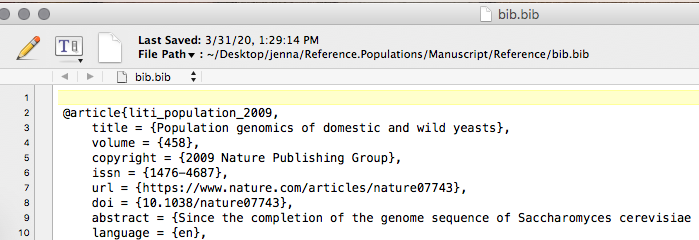 bib.bib
Last Saved: 3/31/20, 1:29:14 PM
File Path ▾ : ~/Desktop/jenna/Reference.Populations/Manuscript/Reference/bib.bib
bib.bib
1
2 @article{liti_population_2009,
3 title = {Population genomics of domestic and wild yeasts},
4 volume = {458},
5 copyright = {2009 Nature Publishing Group},
6 issn = {1476-4687},
7 url = {https://www.nature.com/articles/nature07743},
8 doi = {10.1038/nature07743},
9 abstract = {Since the completion of the genome sequence of Saccharomyces cerevisiae
10 language = {en},